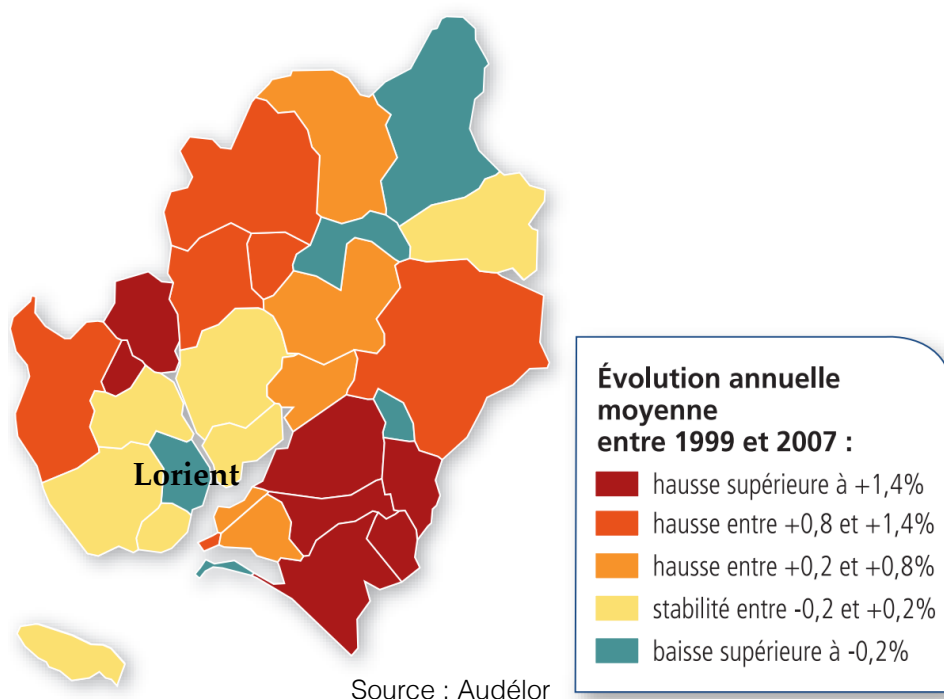 Lorient
Évolution annuelle
moyenne
entre 1999 et 2007 :
hausse supérieure à +1,4%
hausse entre +0,8 et +1,4%
hausse entre +0,2 et +0,8%
stabilité entre -0,2 et +0,2%
baisse supérieure à -0,2%
Source : Audélor